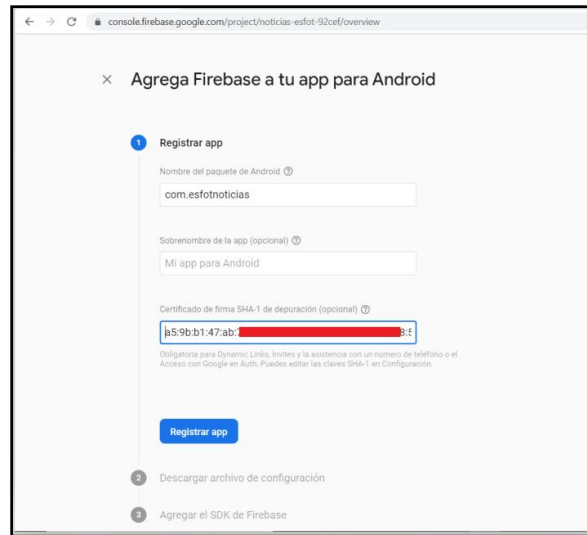 console.firebase.google.com/project/noticias-esfot-92cef/overview
Agrega Firebase a tu app para Android
1 Registrar app
Nombre del paquete de Android
com.esfotnoticias
Sobrenombre de la app (opcional)
Mi app para Android
Certificado de firma SHA-1 de depuración (opcional)
a5:9b:b1:47:ab:
Obligatoria para Dynamic Links, Invites y la asistencia con un número de teléfono o el
Acceso con Google en Auth. Puedes editar las claves SHA-1 en Configuración.
Registrar app
2 Descargar archivo de configuración
3 Agregar el SDK de Firebase